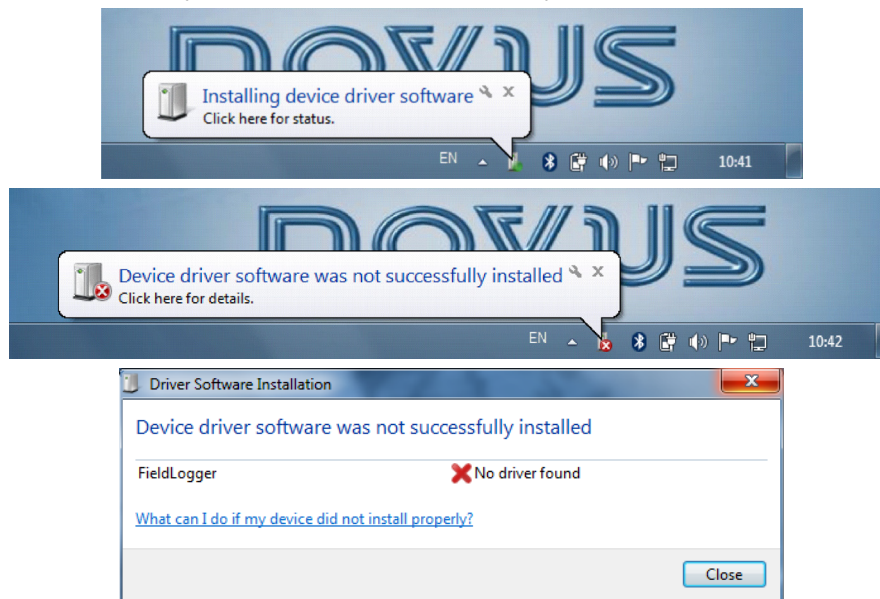 NOVUS
Installing device driver software
Click here for status.
EN
10:41
NOVUS
Device driver software was not successfully installed
Click here for details.
EN
10:42
Driver Software Installation
Device driver software was not successfully installed
FieldLogger No driver found
What can I do if my device did not install properly?
Close